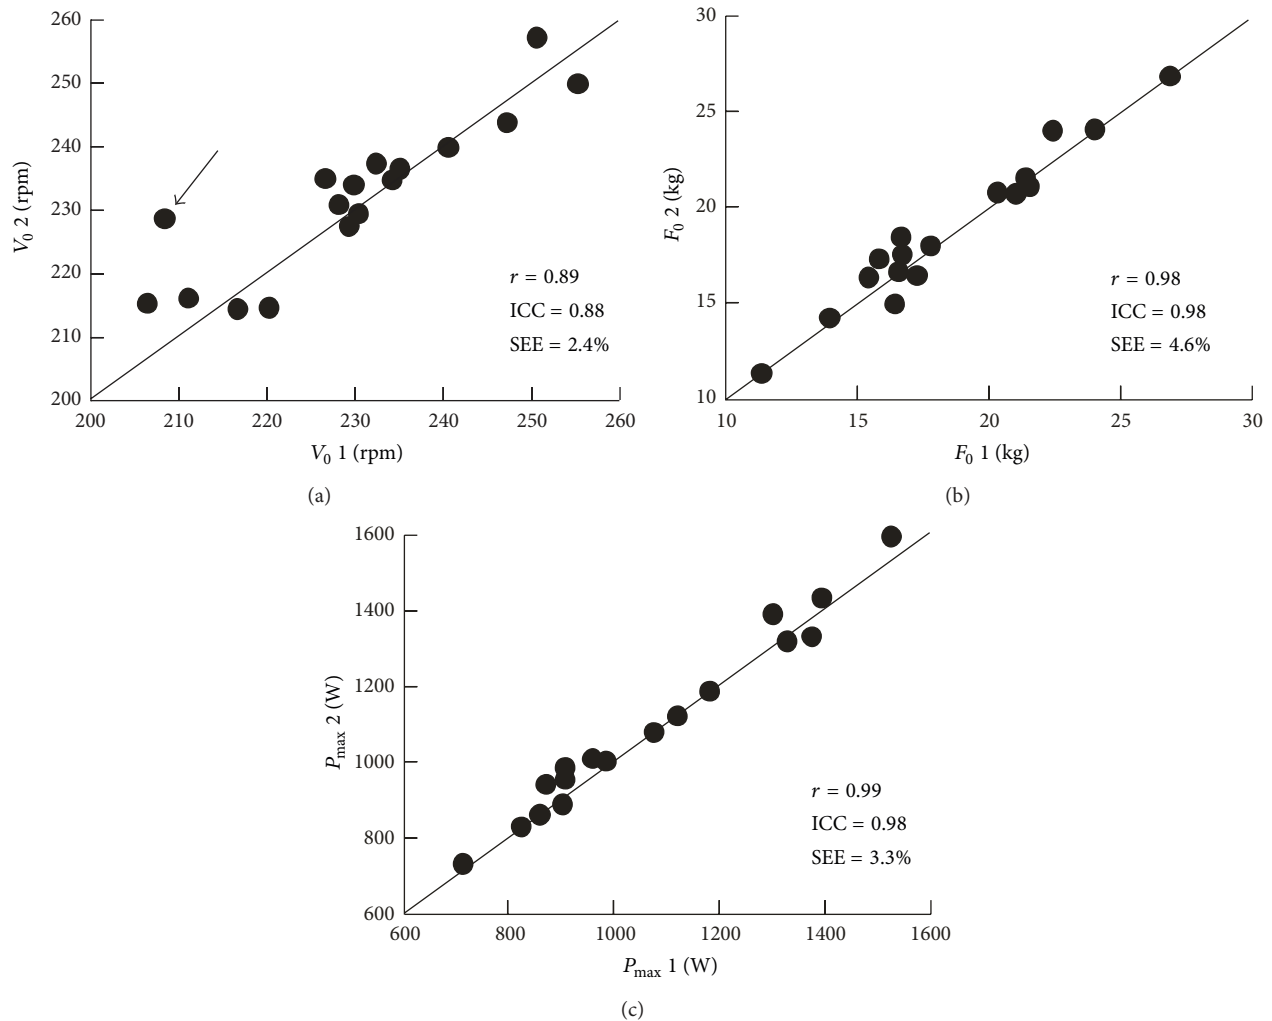 260
250
240
230
220
210
200
V0 2 (rpm)
r = 0.89
ICC = 0.88
SEE = 2.4%
200 210 220 230 240 250 260
V0 1 (rpm)
(a)
30
25
20
15
10
F0 2 (kg)
r = 0.98
ICC = 0.98
SEE = 4.6%
10 15 21 25 30
F0 1 (kg)
(b)
1600
1400
1200
1000
800
600
Pmax 2 (W)
r = 0.99
ICC = 0.98
SEE = 3.3%
600 800 1000 1200 1400 1600
Pmax 1 (W)
(c)